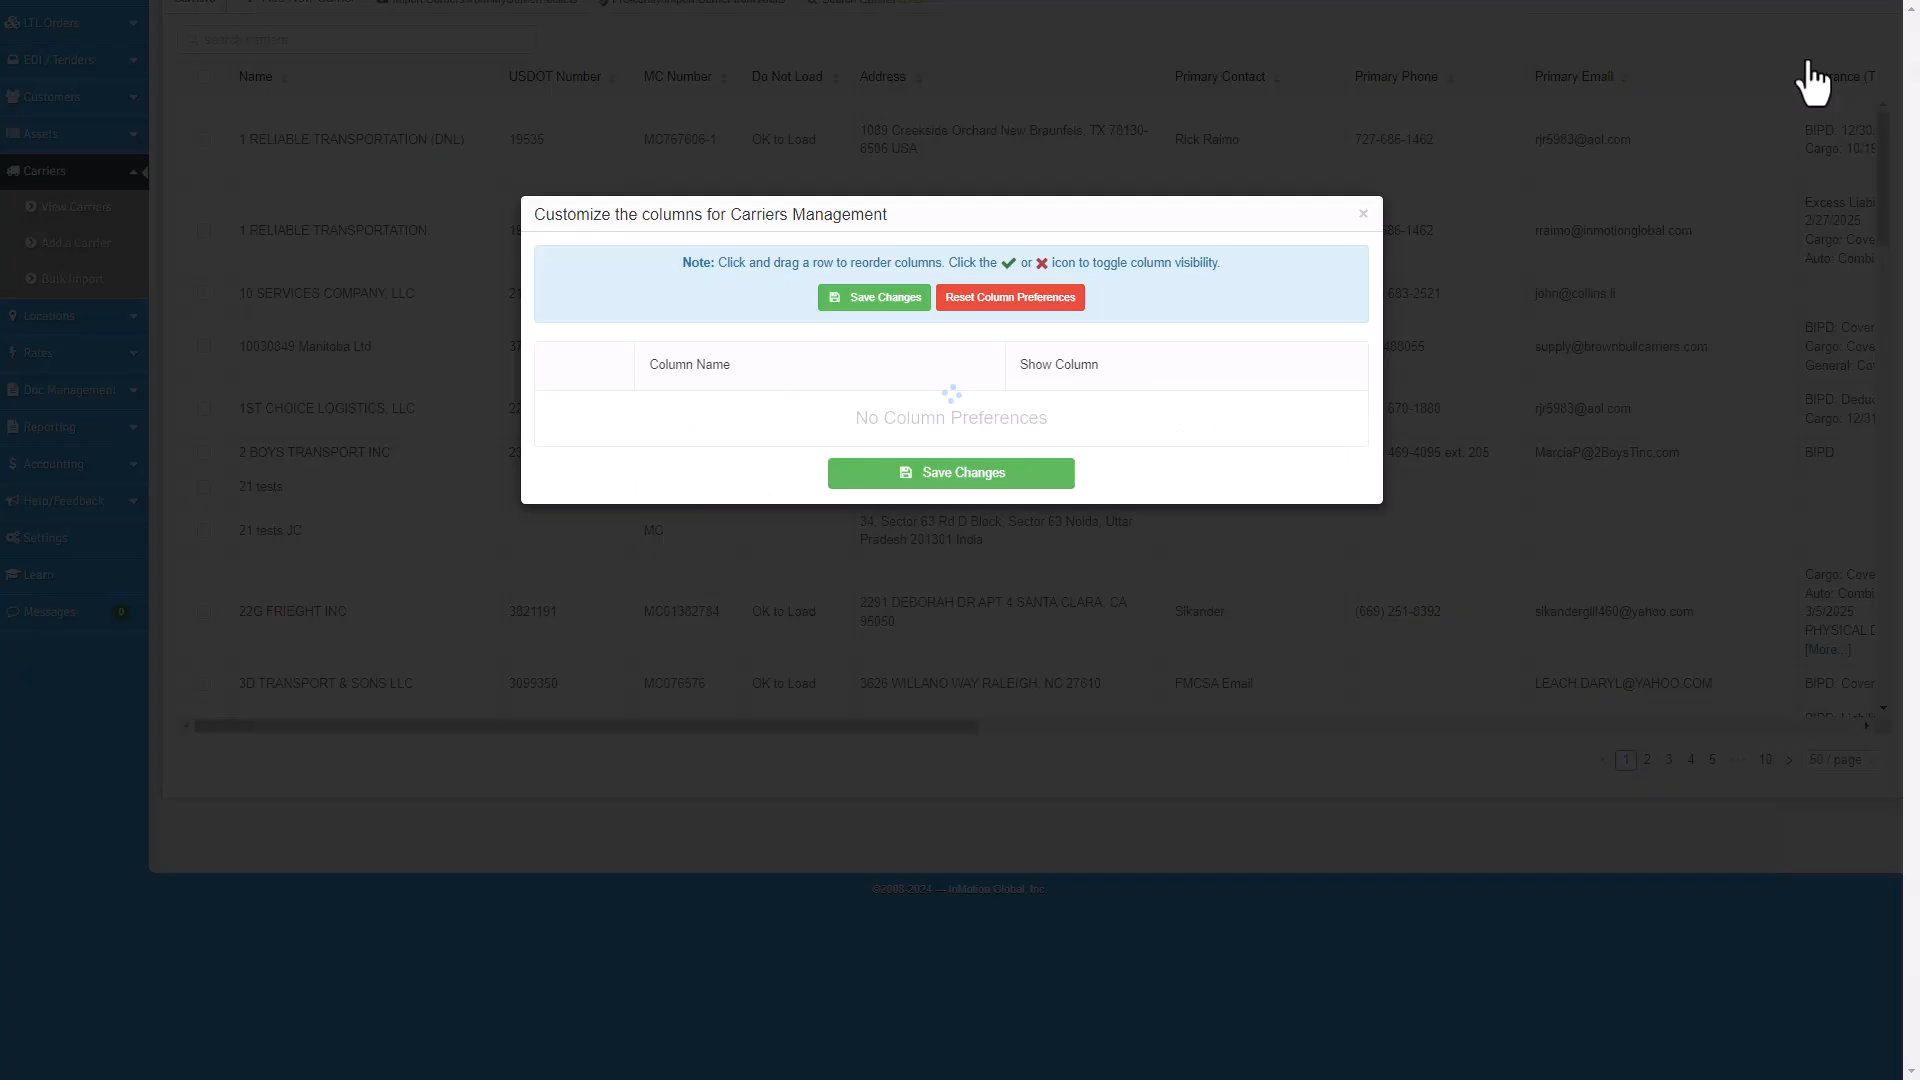 LTL Orders
EDI / Tenders
Customers
Assets
Carriers
View Carriers
Add a Carrier
Bulk Import
Locations
Rates
Doc Management
Reporting
Accounting
Help/Feedback
Settings
Learn
Messages 0
Name USDOT Number MC Number Do Not Load Address Primary Contact Primary Phone Primary Email
1 RELIABLE TRANSPORTATION (DNL) 19535 MC767606-1 OK to Load 1089 Creekside Orchard New Braunfels, TX 78130-
6506 USA Rick Raimo 727-686-1462 rjr5983@aol.com BIPD: 12/30
Cargo: 10/15
1 RELIABLE TRANSPORTATION 86-1462 rraimo@inmotionglobal.com Excess Liabi
2/27/2025
Cargo: Cove
Auto: Combi
10 SERVICES COMPANY, LLC 683-2521 john@collins.li
10030849 Manitoba Ltd 488055 supply@brownbullcarriers.com BIPD: Cover
Cargo: Cove
General: Co
1ST CHOICE LOGISTICS, LLC 670-1880 rjr5983@aol.com BIPD: Deduc
Cargo: 12/31
2 BOYS TRANSPORT INC 469-4095 ext. 205 MarciaP@2BoysTInc.com BIPD
21 tests
21 tests JC MC 34, Sector 63 Rd D Block, Sector 63 Noida, Uttar
Pradesh 201301 India
22G FRIEGHT INC 3821191 MC01382784 OK to Load 2291 DEBORAH DR APT 4 SANTA CLARA, CA
95050 Sikander (669) 251-8392 sikandergill460@yahoo.com Cargo: Cove
Auto: Combi
3/5/2025
PHYSICAL D
[More...]
3D TRANSPORT & SONS LLC 3099350 MC076576 OK to Load 3626 WILLANO WAY RALEIGH, NC 27610 FMCSA Email LEACH.DARYL@YAHOO.COM BIPD: Cover
1 2 3 4 5 10 50 / page
Customize the columns for Carriers Management ×
Note: Click and drag a row to reorder columns. Click the or icon to toggle column visibility.
Save Changes Reset Column Preferences
Column Name Show Column
No Column Preferences
Save Changes
©2008-2024 — InMotion Global, Inc.